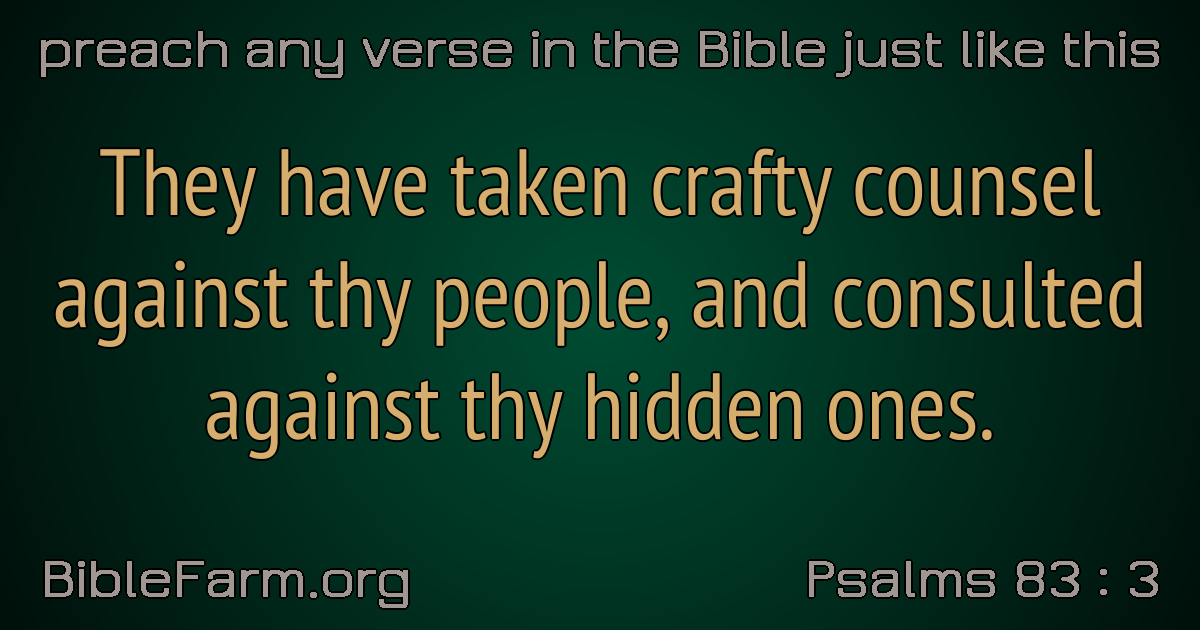 preach any verse in the Bible just like this
They have taken crafty counsel
against thy people, and consulted
against thy hidden ones.
BibleFarm.org
Psalms 83 : 3